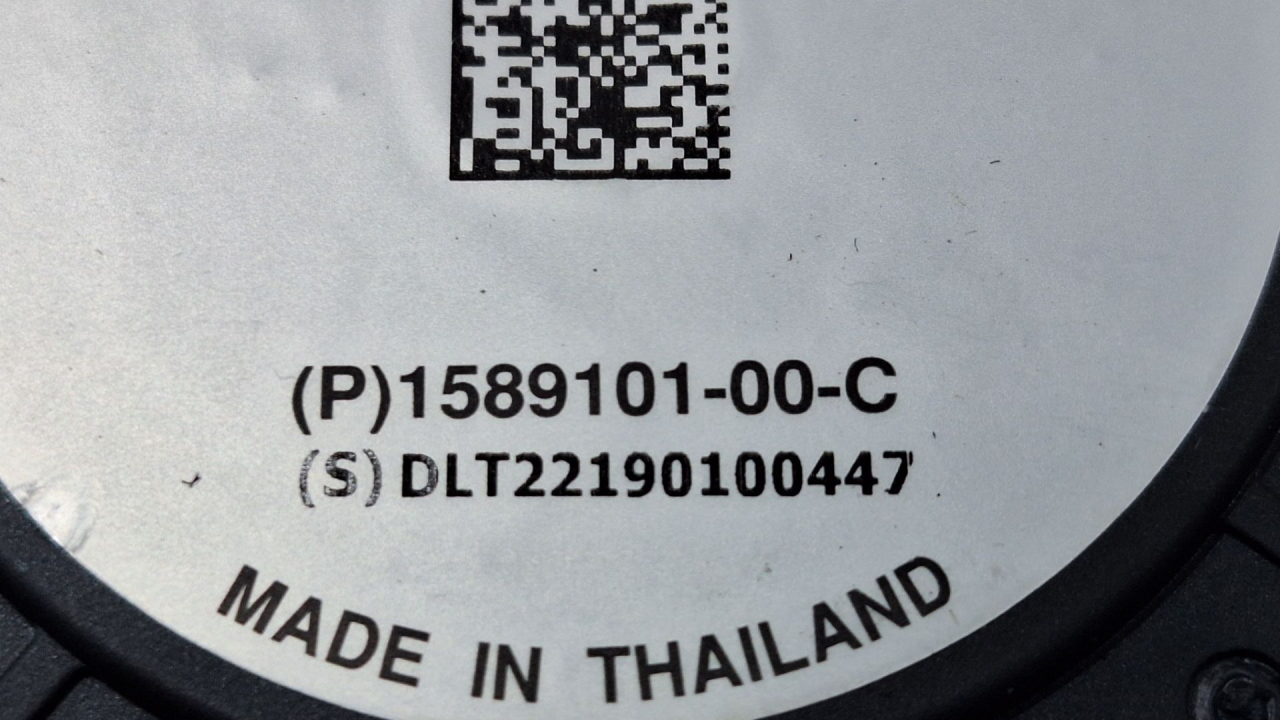 (P)1589101-00-C
(S) DLT22190100447
MADE IN THAILAND